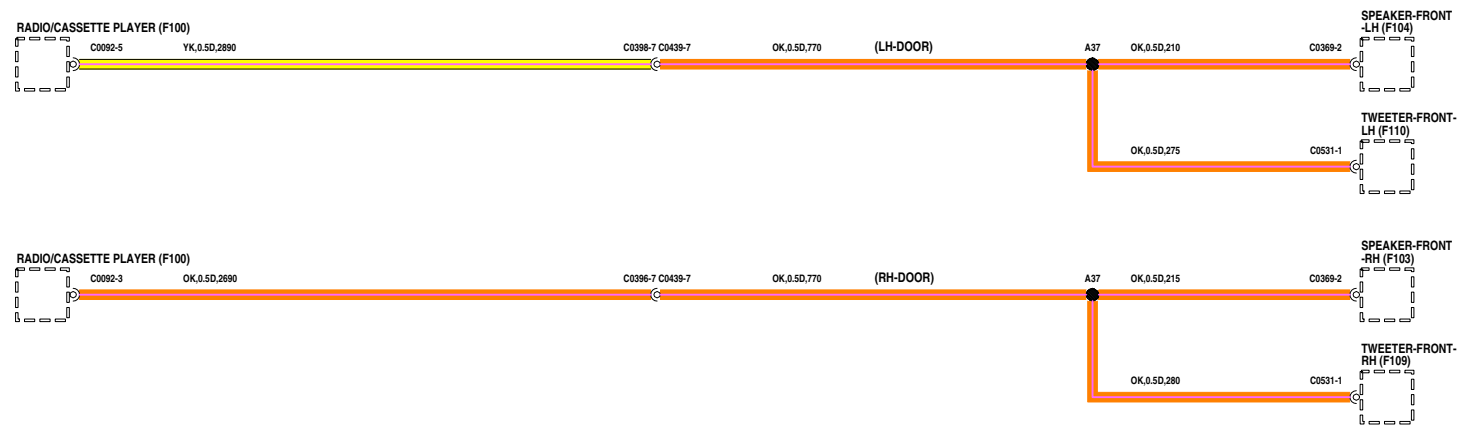 RADIO/CASSETTE PLAYER (F100)
C0092-5
YK,0.5D,2890
C0398-7 C0439-7
OK,0.5D,770
(LH-DOOR)
A37
OK,0.5D,210
C0369-2
SPEAKER-FRONT
-LH (F104)
OK,0.5D,275
C0531-1
TWEETER-FRONT-
LH (F110)
RADIO/CASSETTE PLAYER (F100)
C0092-3
OK,0.5D,2690
C0396-7 C0439-7
OK,0.5D,770
(RH-DOOR)
A37
OK,0.5D,215
C0369-2
SPEAKER-FRONT
-RH (F103)
OK,0.5D,280
C0531-1
TWEETER-FRONT-
RH (F109)